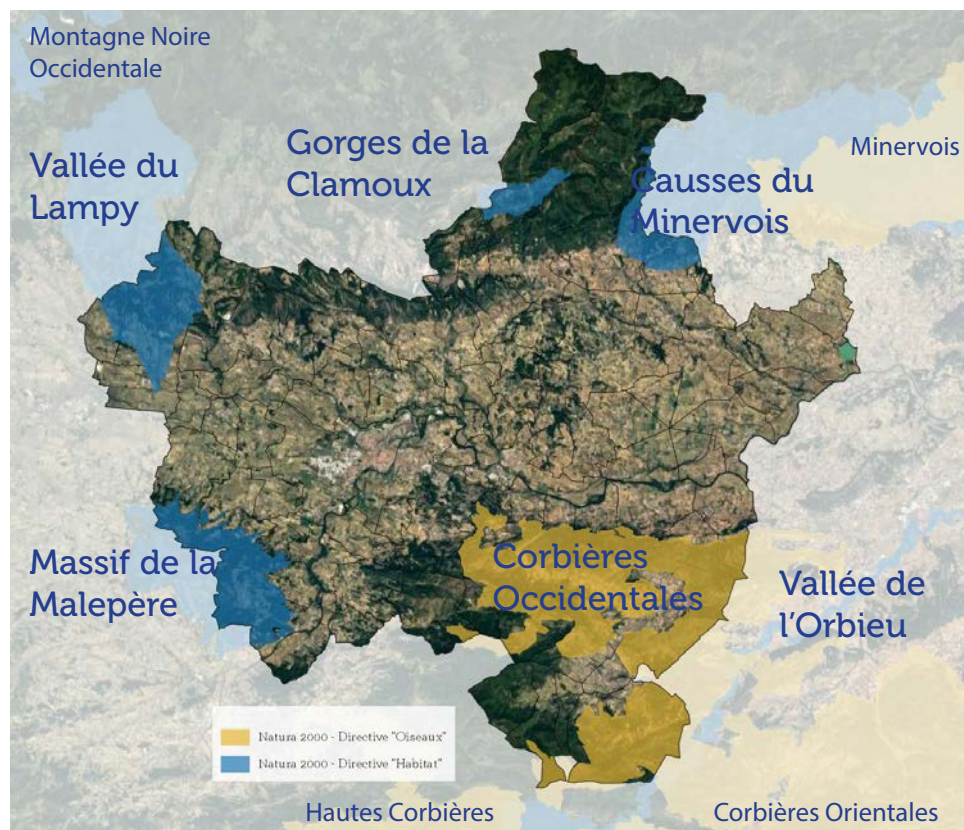 Montagne Noire
Occidentale
Vallée du
Lampy
Gorges de la
Clamoux
Minervois
Causses du
Minervois
Massif de la
Malepère
Corbières
Occidentales
Vallée de
l'Orbieu
Natura 2000 - Directive "Oiseaux"
Natura 2000 - Directive "Habitat"
Hautes Corbières
Corbières Orientales